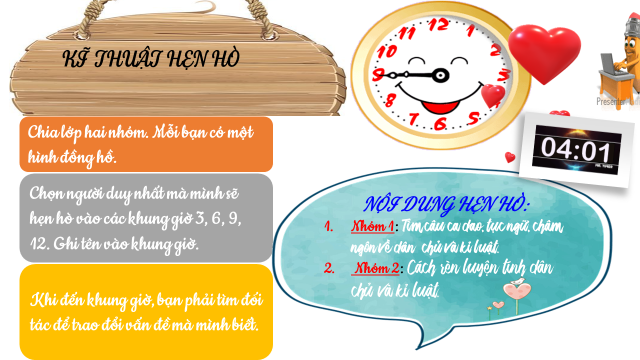 KĨ THUẬT HẸN HÒ
Chia lớp hai nhóm. Mỗi bạn có một
hình đồng hồ.
Chọn người duy nhất mà mình sẽ
hẹn hò vào các khung giờ 3, 6, 9,
12. Ghi tên vào khung giờ.
Khi đến khung giờ, bạn phải tìm đối
tác để trao đổi vấn đề mà mình biết.
12
11
1
10
2
9
8
7
6
5
04:01
NỘI DUNG HẸN HÒ:
1. Nhóm 1: Tìm câu ca dao, tục ngữ, châm
ngôn về dân chủ và kỉ luật.
2. Nhóm 2: Cách rèn luyện tính dân
chủ và kỉ luật.